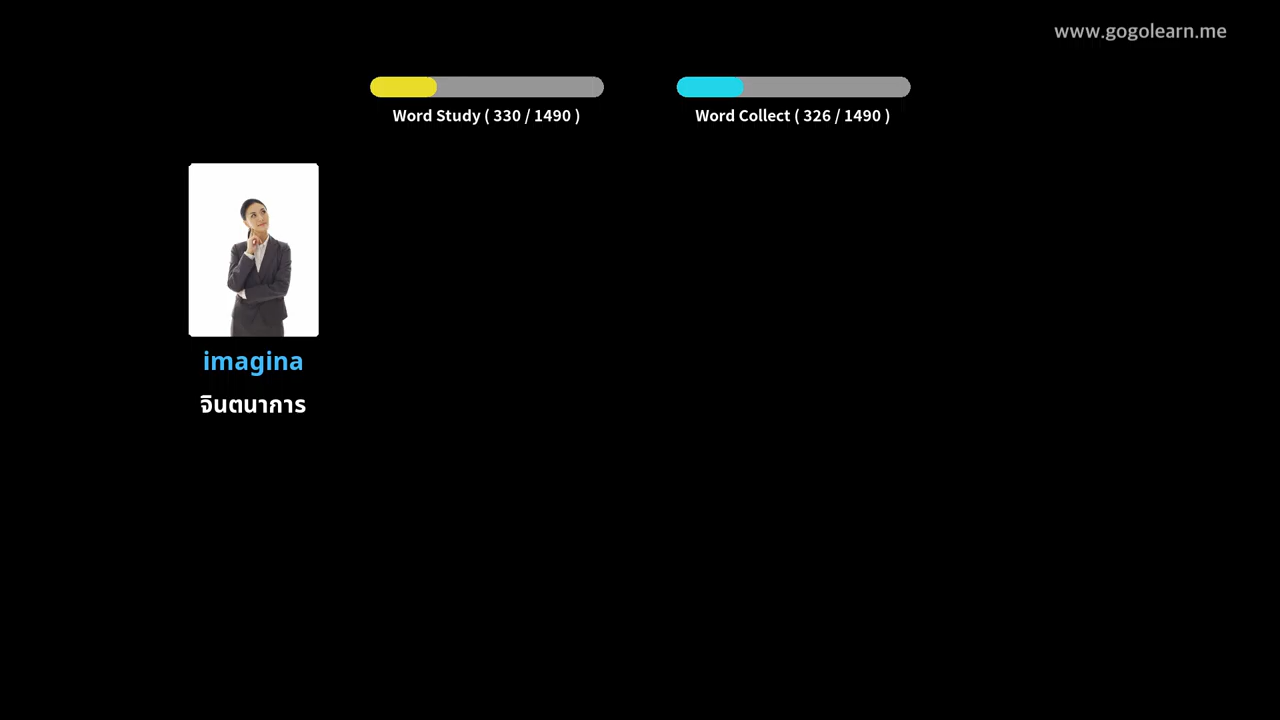 www.gogolearn.me
Word Study ( 330 / 1490 )
Word Collect ( 326 / 1490 )
imagina
จินตนาการ